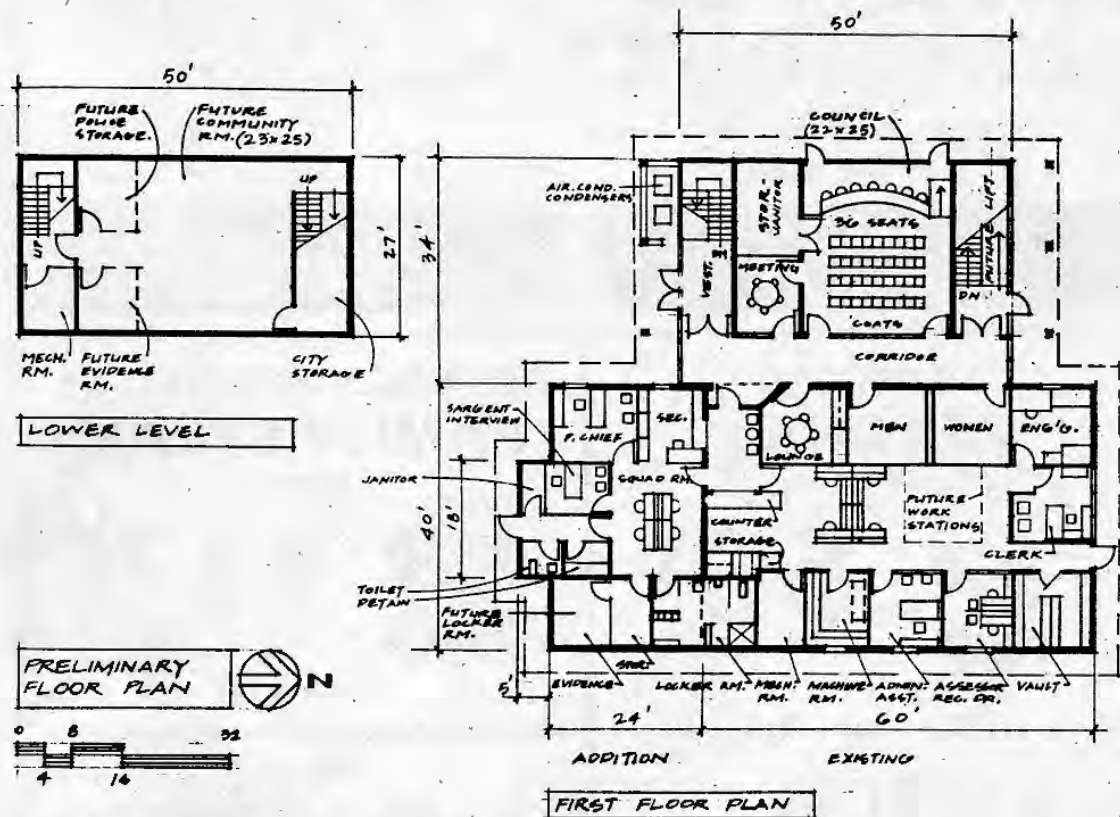 50'
FUTURE
POLICE
STORAGE.
FUTURE
COMMUNITY
RM. (23x25)
UP
UP
27'
MECH.
RM.
FUTURE
EVIDENCE
RM.
CITY
STORAGE
LOWER LEVEL
50'
COUNCIL
(22x25)
AIR. COND.
CONDENSERS
34'
STOR.
JANITOR
36 SEATS
FUTURE LIFT
VEST.
MEETING
DN
COATS
CORRIDOR
SARGENT
INTERVIEW
P. CHIEF
SEC.
LOUNGE
MEN
WOMEN
ENG'G.
JANITOR
SQUAD RM.
40'
18'
COUNTER
STORAGE
FUTURE
WORK
STATIONS
CLERK
TOILET
DETAIN
FUTURE
LOCKER
RM.
5'
EVIDENCE
LOCKER RM.
MECH.
RM.
MACHINE
RM.
ADMIN.
ASST.
ASSESSOR
VAULT
24'
60'
ADDITION
EXISTING
FIRST FLOOR PLAN
PRELIMINARY
FLOOR PLAN
N
0 8 32
4 16